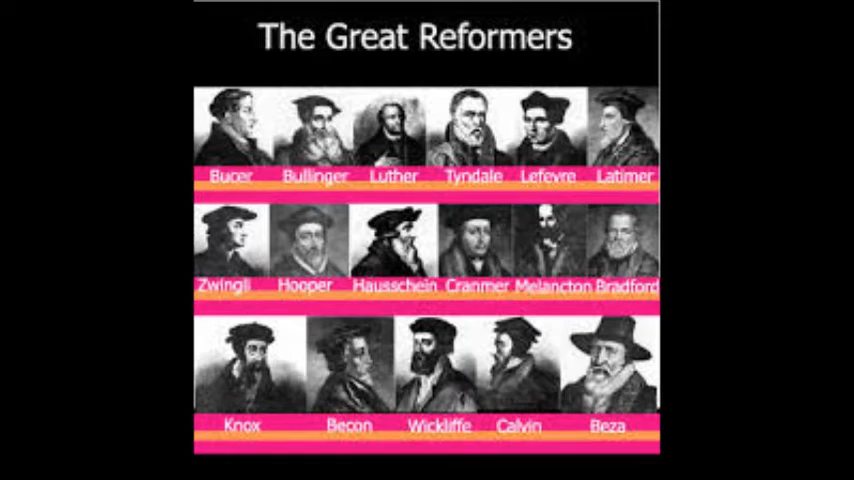 The Great Reformers
Bucer Bullinger Luther Tyndale Lefevre Latimer
Zwingli Hooper Hausschein Cranmer Melancton Bradford
Knox Becon Wickliffe Calvin Beza